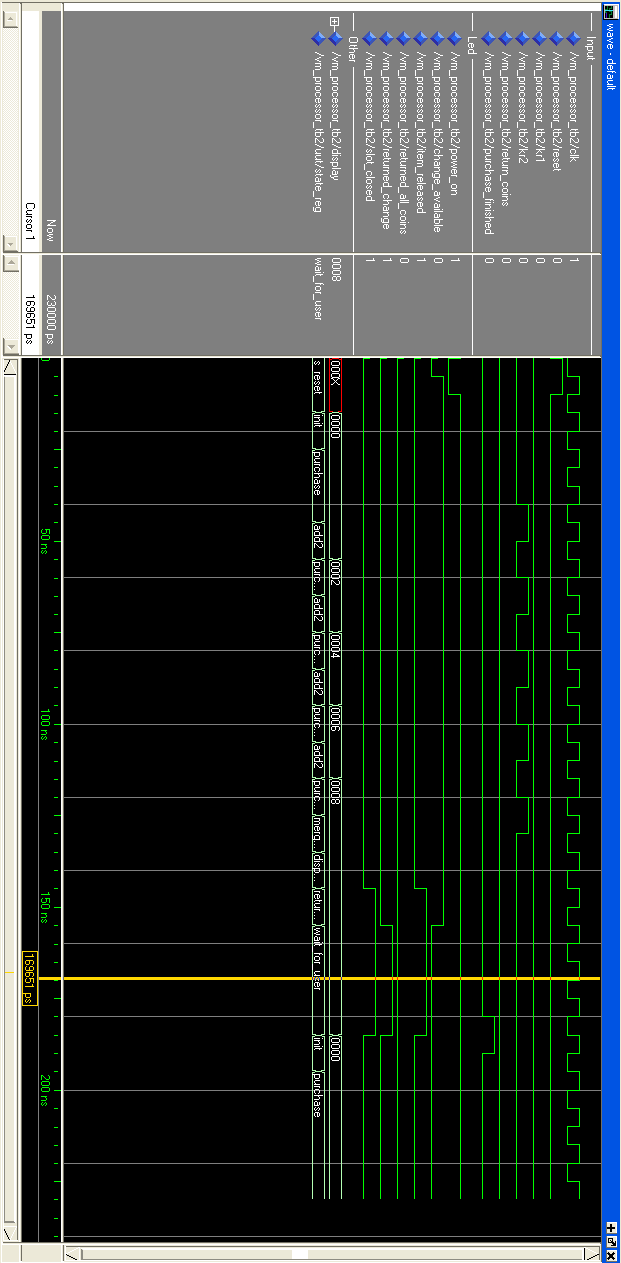 wave - default
Input
/vm_processor_tb2/clk 1
/vm_processor_tb2/reset 0
/vm_processor_tb2/kr1 0
/vm_processor_tb2/kr2 0
/vm_processor_tb2/return_coins 0
/vm_processor_tb2/purchase_finished 0
Led
/vm_processor_tb2/power_on 1
/vm_processor_tb2/change_available 0
/vm_processor_tb2/item_released 1
/vm_processor_tb2/returned_all_coins 0
/vm_processor_tb2/returned_change 1
/vm_processor_tb2/slot_closed 1
Other
/vm_processor_tb2/display 0008 000X 0000 0002 0004 0006 0008 0000
/vm_processor_tb2/uut/state_reg wait_for_user s_reset init purchase add2 purc... add2 purc... add2 purc... add2 purc... merg... disp... retur... wait_for_user init purchase
Now 230000 ps 0 50 ns 100 ns 150 ns 200 ns
Cursor 1 169651 ps 169651 ps